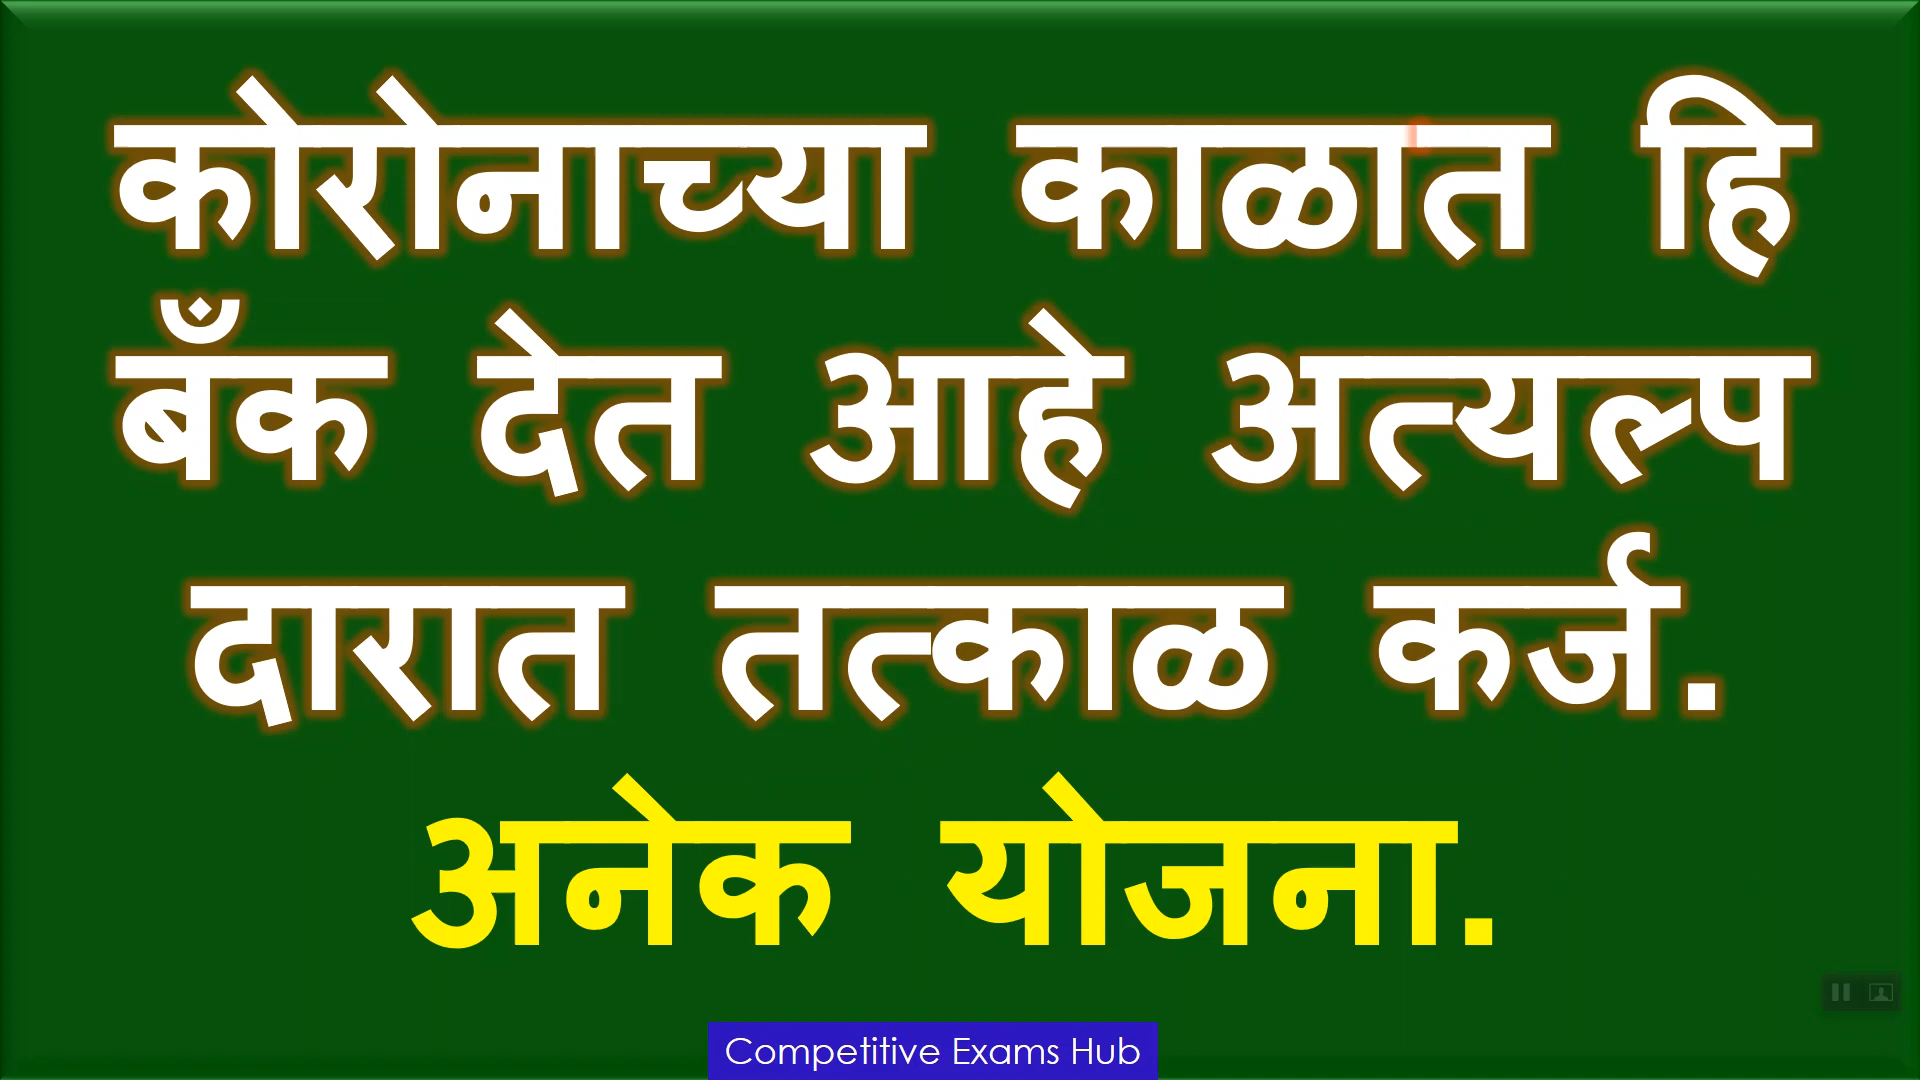 कोरोनाच्या काळात हि
बँक देत आहे अत्यल्प
दारात तत्काळ कर्ज.
अनेक योजना.
Competitive Exams Hub